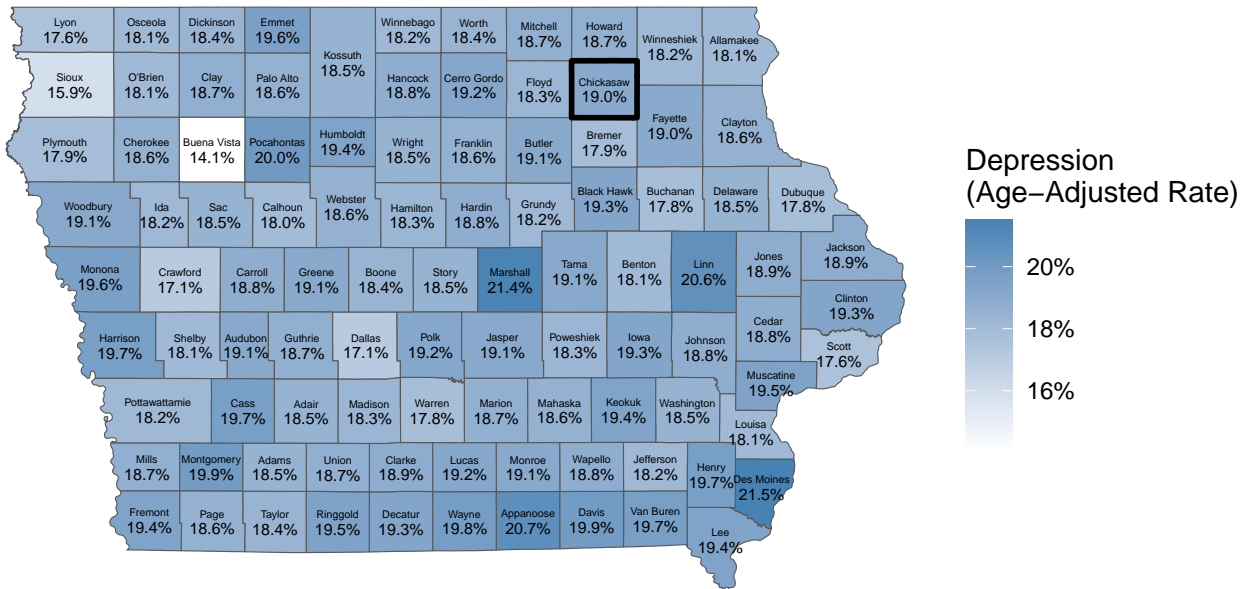 Lyon
17.6%
Osceola
18.1%
Dickinson
18.4%
Emmet
19.6%
Kossuth
18.5%
Winnebago
18.2%
Worth
18.4%
Mitchell
18.7%
Howard
18.7%
Winneshiek
18.2%
Allamakee
18.1%
Sioux
15.9%
O'Brien
18.1%
Clay
18.7%
Palo Alto
18.6%
Hancock
18.8%
Cerro Gordo
19.2%
Floyd
18.3%
Chickasaw
19.0%
Fayette
19.0%
Clayton
18.6%
Plymouth
17.9%
Cherokee
18.6%
Buena Vista
14.1%
Pocahontas
20.0%
Humboldt
19.4%
Wright
18.5%
Franklin
18.6%
Butler
19.1%
Bremer
17.9%
Woodbury
19.1%
Ida
18.2%
Sac
18.5%
Calhoun
18.0%
Webster
18.6%
Hamilton
18.3%
Hardin
18.8%
Grundy
18.2%
Black Hawk
19.3%
Buchanan
17.8%
Delaware
18.5%
Dubuque
17.8%
Monona
19.6%
Crawford
17.1%
Carroll
18.8%
Greene
19.1%
Boone
18.4%
Story
18.5%
Marshall
21.4%
Tama
19.1%
Benton
18.1%
Linn
20.6%
Jones
18.9%
Jackson
18.9%
Clinton
19.3%
Harrison
19.7%
Shelby
18.1%
Audubon
19.1%
Guthrie
18.7%
Dallas
17.1%
Polk
19.2%
Jasper
19.1%
Poweshiek
18.3%
Iowa
19.3%
Johnson
18.8%
Cedar
18.8%
Scott
17.6%
Muscatine
19.5%
Pottawattamie
18.2%
Cass
19.7%
Adair
18.5%
Madison
18.3%
Warren
17.8%
Marion
18.7%
Mahaska
18.6%
Keokuk
19.4%
Washington
18.5%
Louisa
18.1%
Mills
18.7%
Montgomery
19.9%
Adams
18.5%
Union
18.7%
Clarke
18.9%
Lucas
19.2%
Monroe
19.1%
Wapello
18.8%
Jefferson
18.2%
Henry
19.7%
Des Moines
21.5%
Fremont
19.4%
Page
18.6%
Taylor
18.4%
Ringgold
19.5%
Decatur
19.3%
Wayne
19.8%
Appanoose
20.7%
Davis
19.9%
Van Buren
19.7%
Lee
19.4%
Depression
(Age−Adjusted Rate)
20%
18%
16%